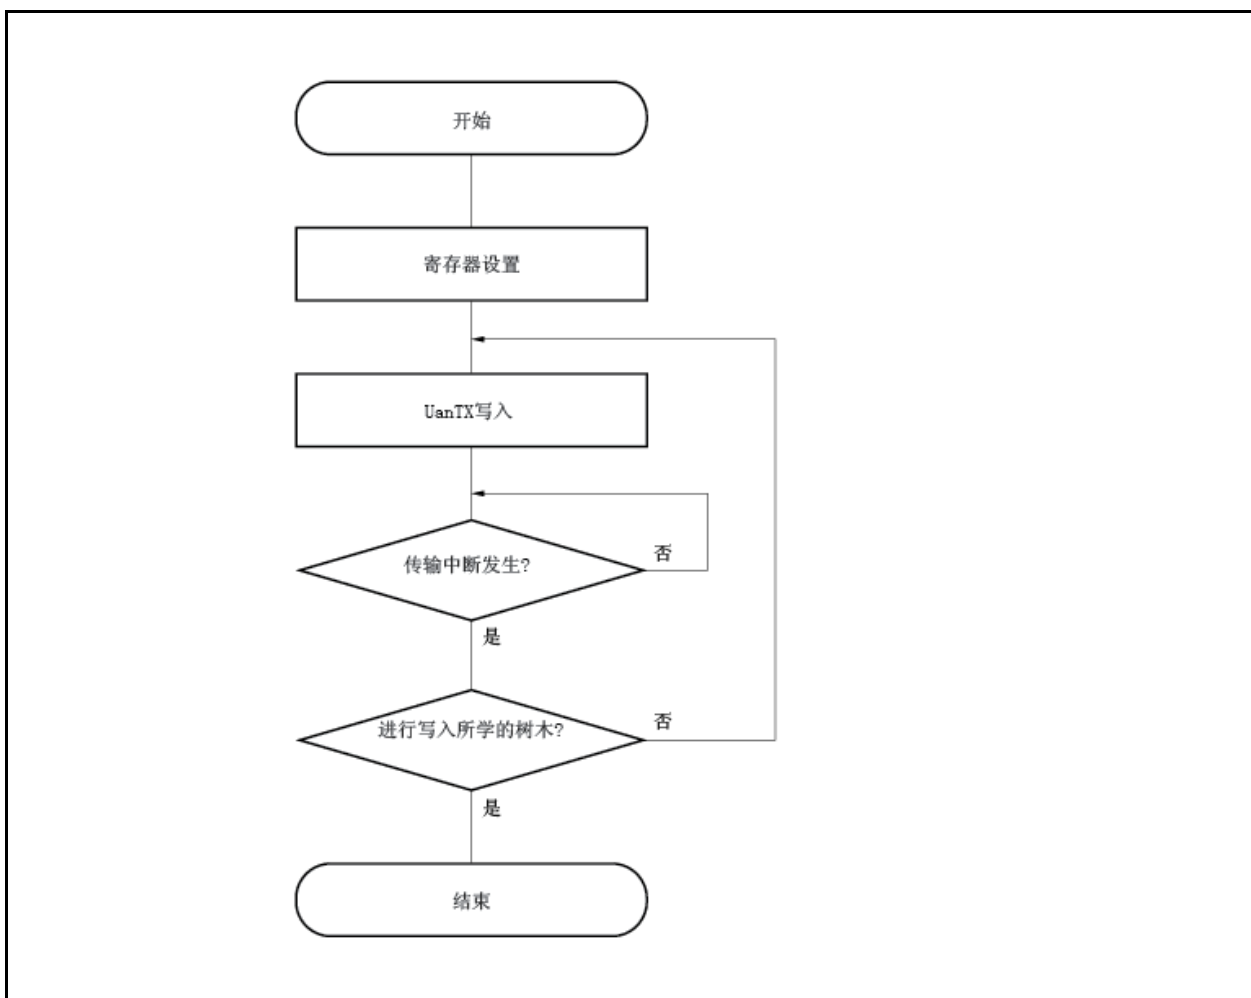 开始
寄存器设置
UanTX写入
传输中断发生?
否
是
进行写入所学的树木?
否
是
结束